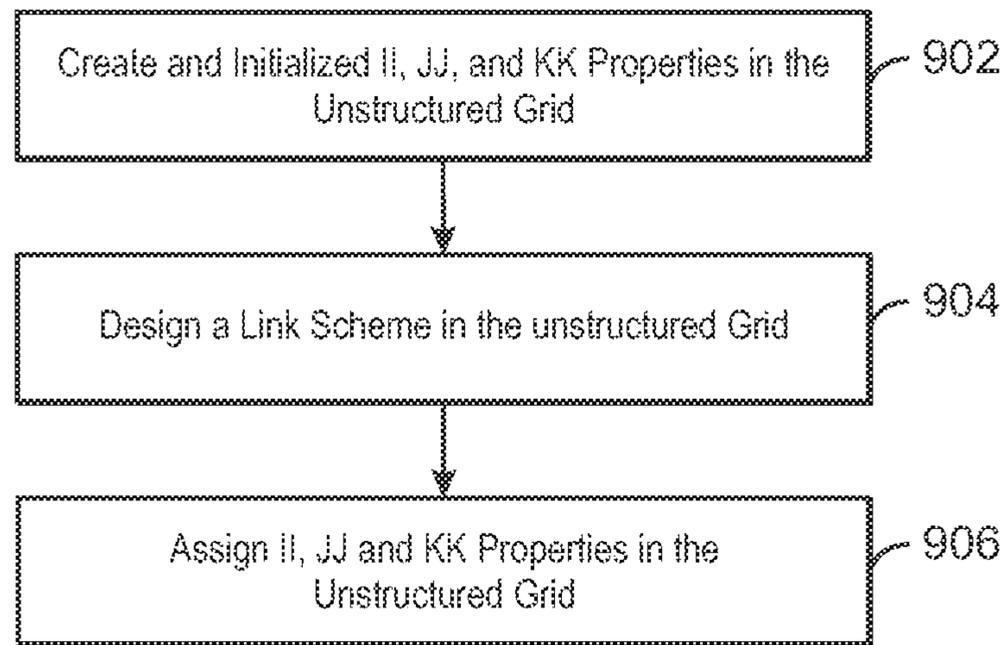 Create and Initialized II, JJ, and KK Properties in the
Unstructured Grid
902
Design a Link Scheme in the unstructured Grid
904
Assign II, JJ and KK Properties in the
Unstructured Grid
906